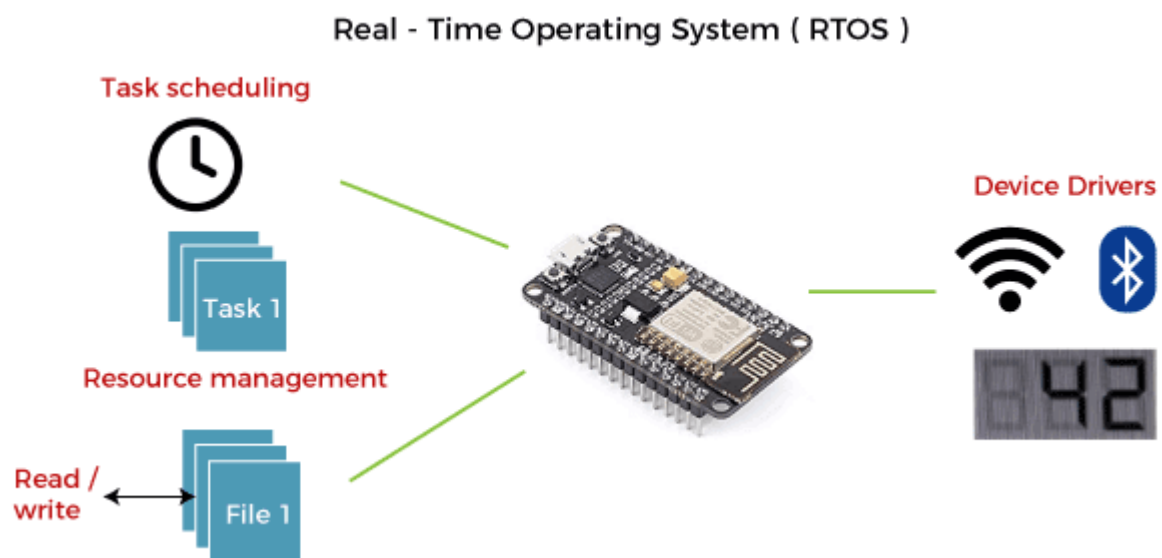 Real - Time Operating System ( RTOS )
Task scheduling
Task 1
Resource management
Read /
write
File 1
Device Drivers
42